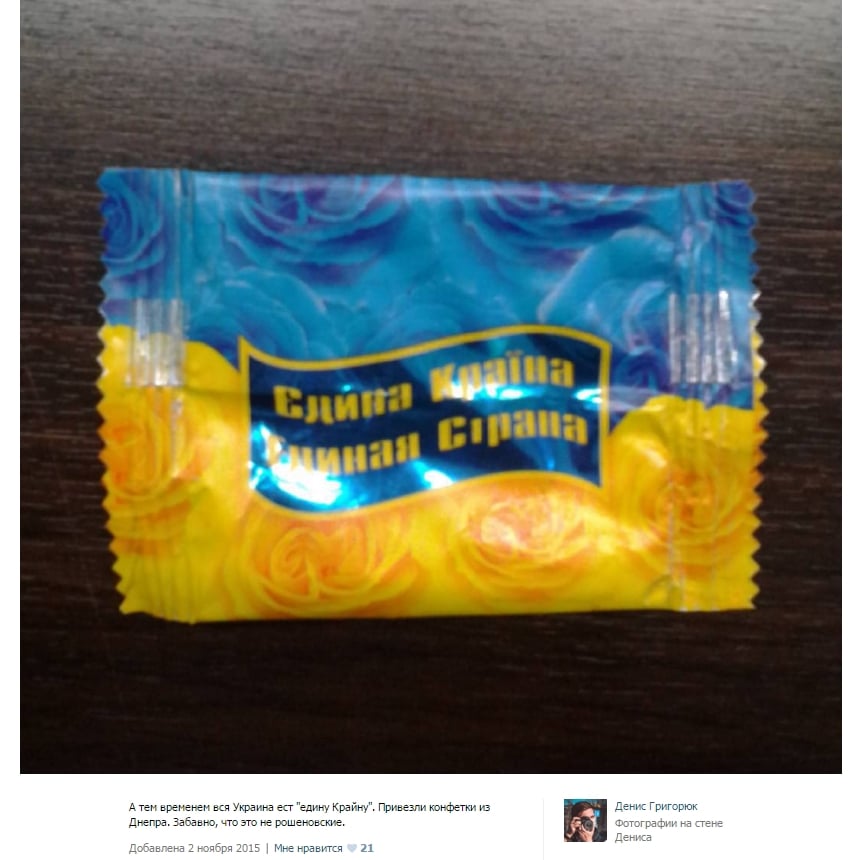 Єдина Країна
Единая Страна
А тем временем вся Украина ест "едину Крайну". Привезли конфетки из
Днепра. Забавно, что это не рошеновские.
Добавлена 2 ноября 2015 | Мне нравится 21
Денис Григорюк
Фотографии на стене
Дениса